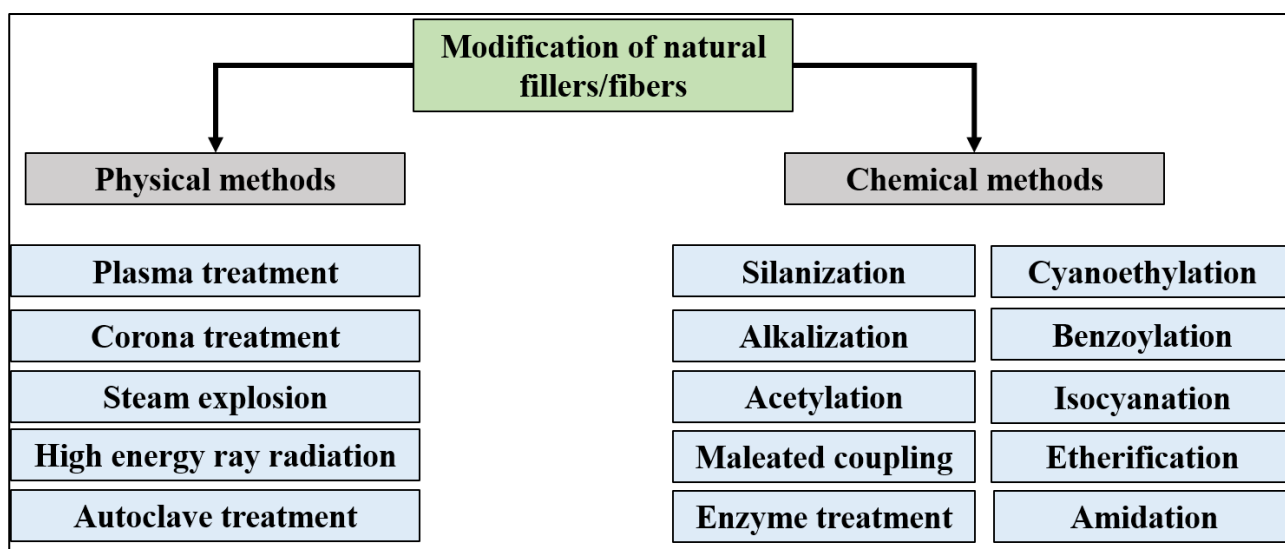 Modification of natural
fillers/fibers
Physical methods
Chemical methods
Plasma treatment
Corona treatment
Steam explosion
High energy ray radiation
Autoclave treatment
Silanization
Alkalization
Acetylation
Maleated coupling
Enzyme treatment
Cyanoethylation
Benzoylation
Isocyanation
Etherification
Amidation